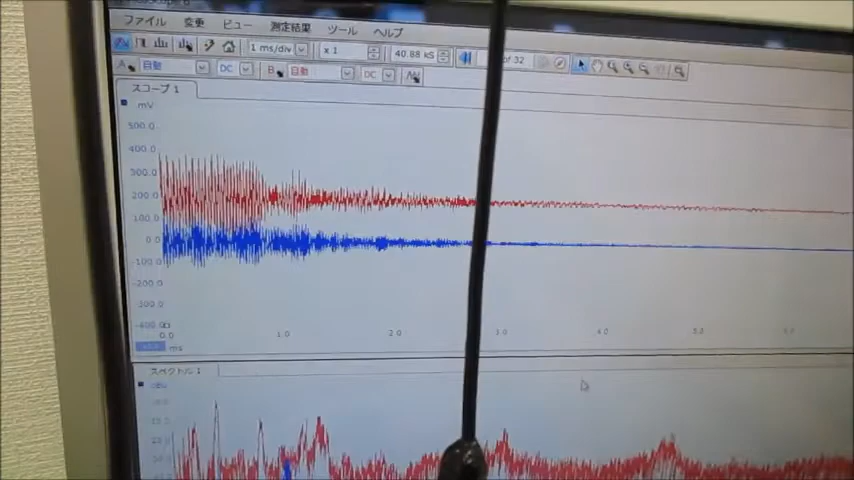 ファイル 変更 ビュー 測定結果 ツール ヘルプ
1 ms/div x 1 40.88 kS of 32
A 自動 DC B 自動 DC
スコープ 1
mV
500.0
400.0
300.0
200.0
100.0
0.0
-100.0
-200.0
-300.0
-400.0
0.0 1.0 2.0 3.0 4.0 5.0
ms
スペクトル 1